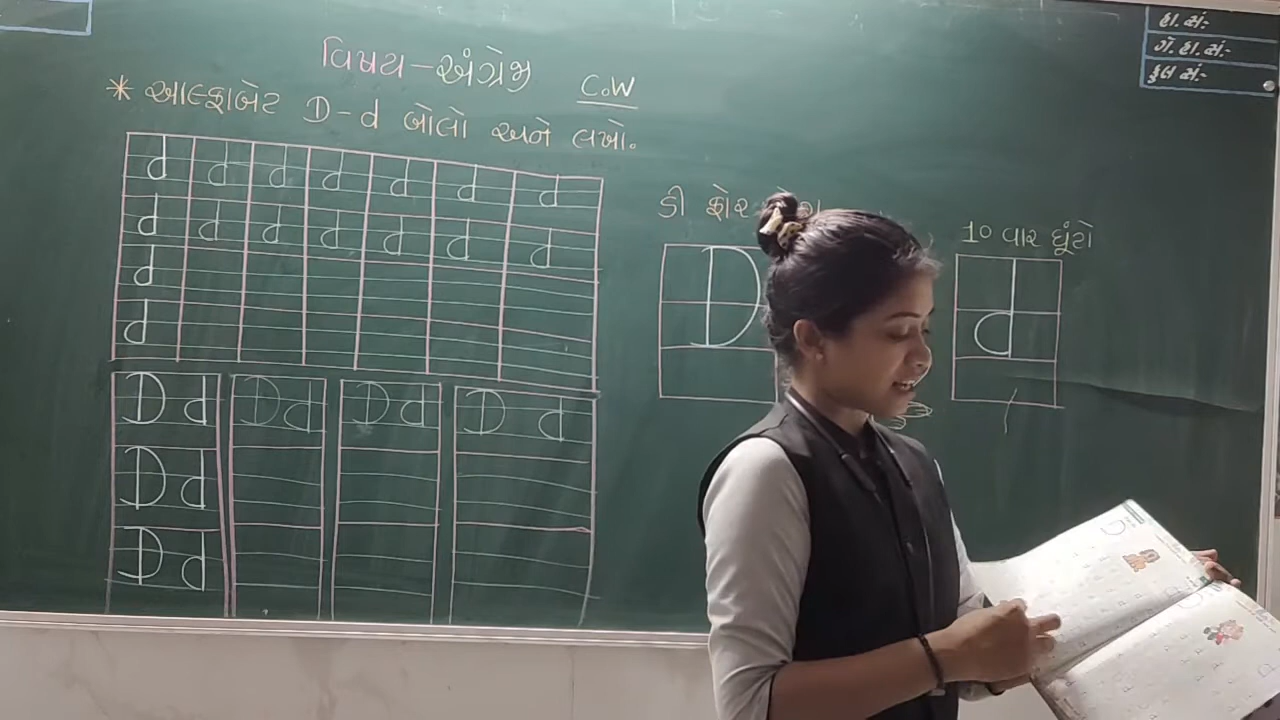 વિષય-અંગ્રેજી C.W
* આલ્ફાબેટ D-d બોલો અને લખો.
હા.સં:-
ગે.હા.સં:-
કુલ સં:-
d d d d d d d
d d d d d d d
d
d
D d D d D d D d
D d
D d
ડી ફોર
D
10 વાર ઘૂંટો
d